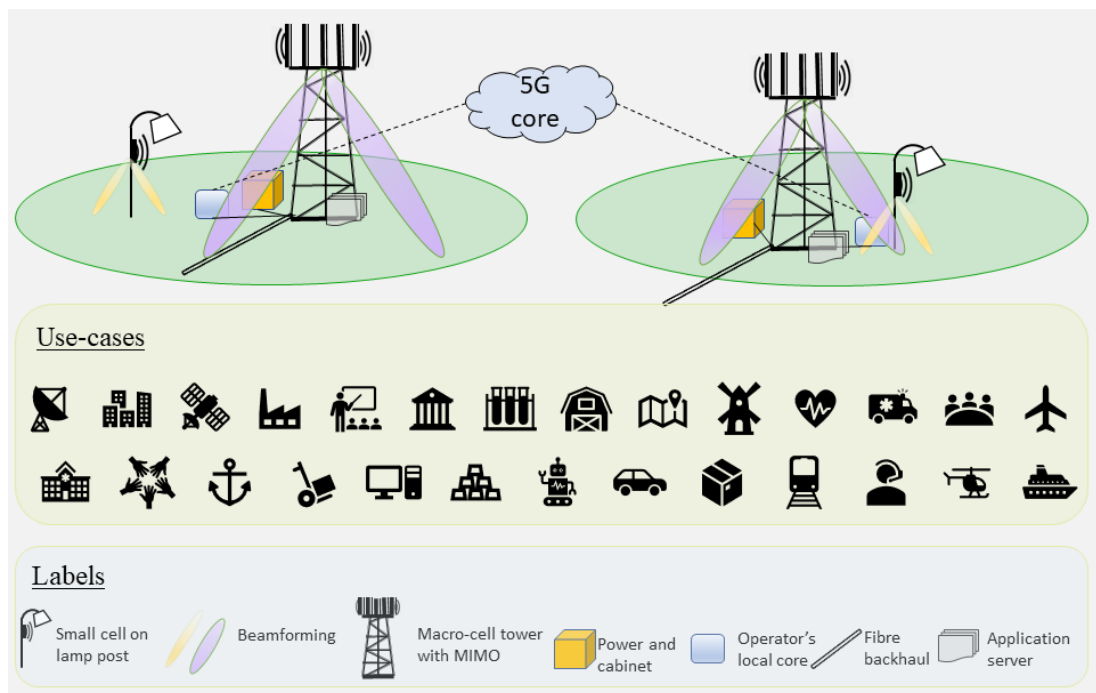 5G
core
Use-cases
Labels
Small cell on
lamp post
Beamforming
Macro-cell tower
with MIMO
Power and
cabinet
Operator's
local core
Fibre
backhaul
Application
server